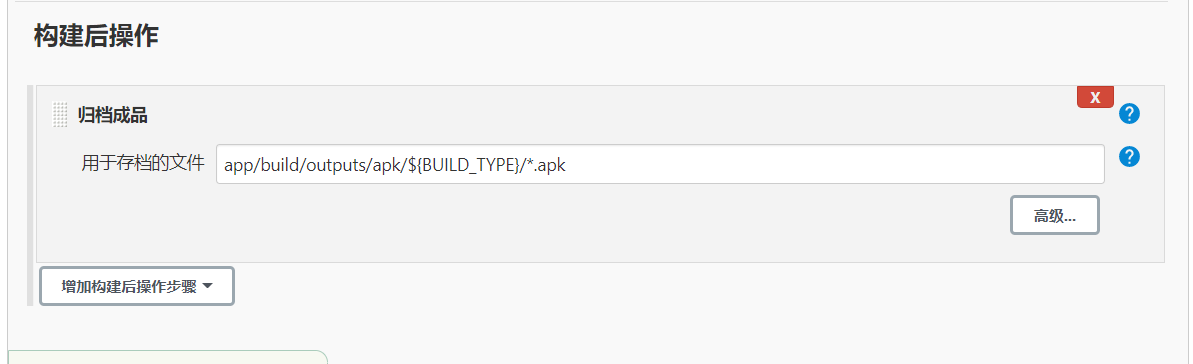 构建后操作
X
归档成品
?
用于存档的文件
app/build/outputs/apk/${BUILD_TYPE}/*.apk
?
高级...
增加构建后操作步骤